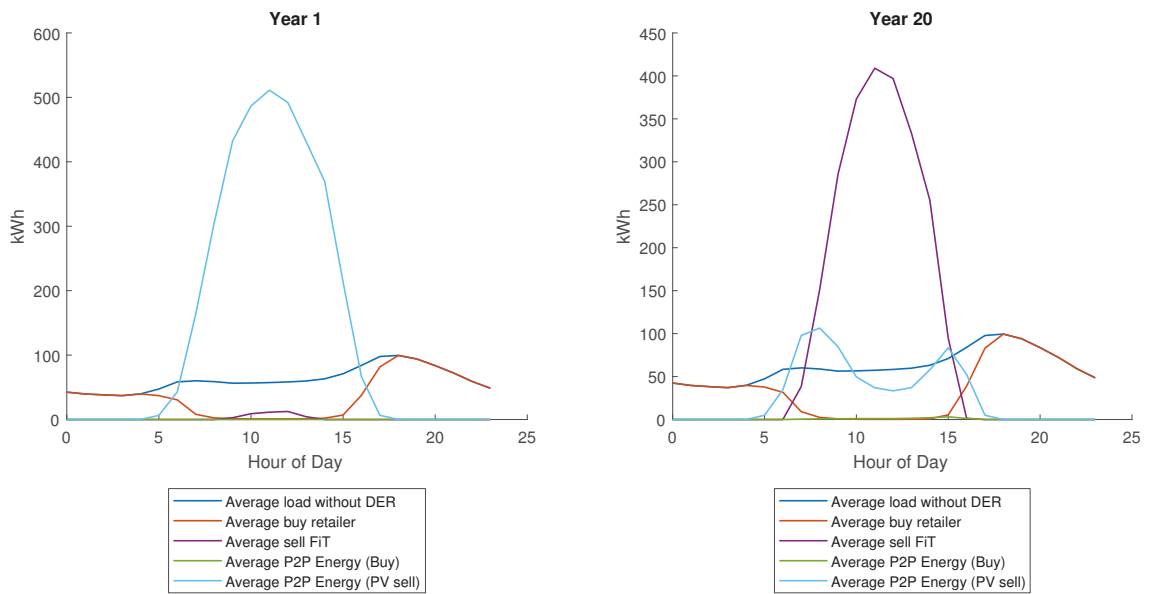 Year 1
600
500
400
300
200
100
0
kWh
0 5 10 15 20 25
Hour of Day
Average load without DER
Average buy retailer
Average sell FiT
Average P2P Energy (Buy)
Average P2P Energy (PV sell)
Year 20
450
400
350
300
250
200
150
100
50
0
kWh
0 5 10 15 20 25
Hour of Day
Average load without DER
Average buy retailer
Average sell FiT
Average P2P Energy (Buy)
Average P2P Energy (PV sell)